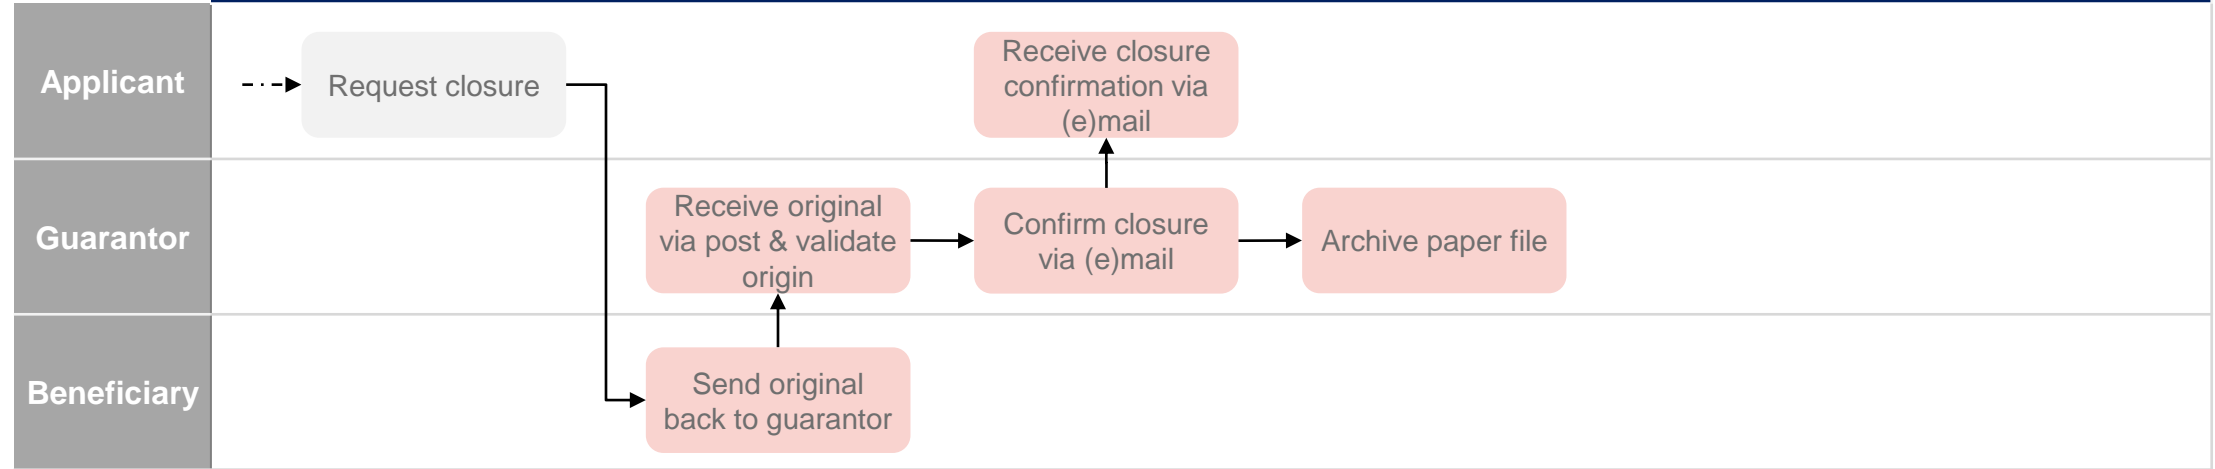 Applicant
Request closure
Receive closure
confirmation via
(e)mail
Guarantor
Receive original
via post & validate
origin
Confirm closure
via (e)mail
Archive paper file
Beneficiary
Send original
back to guarantor